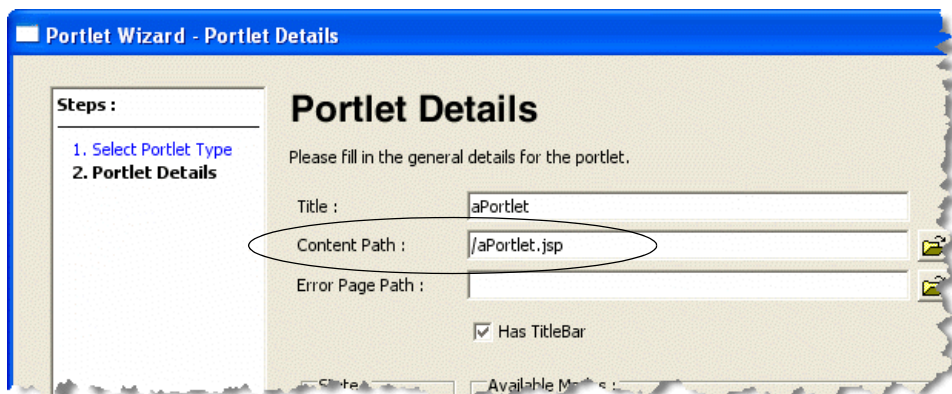 Portlet Wizard - Portlet Details
Steps :
1. Select Portlet Type
2. Portlet Details
Portlet Details
Please fill in the general details for the portlet.
Title : aPortlet
Content Path : /aPortlet.jsp
Error Page Path :
Has TitleBar
Available